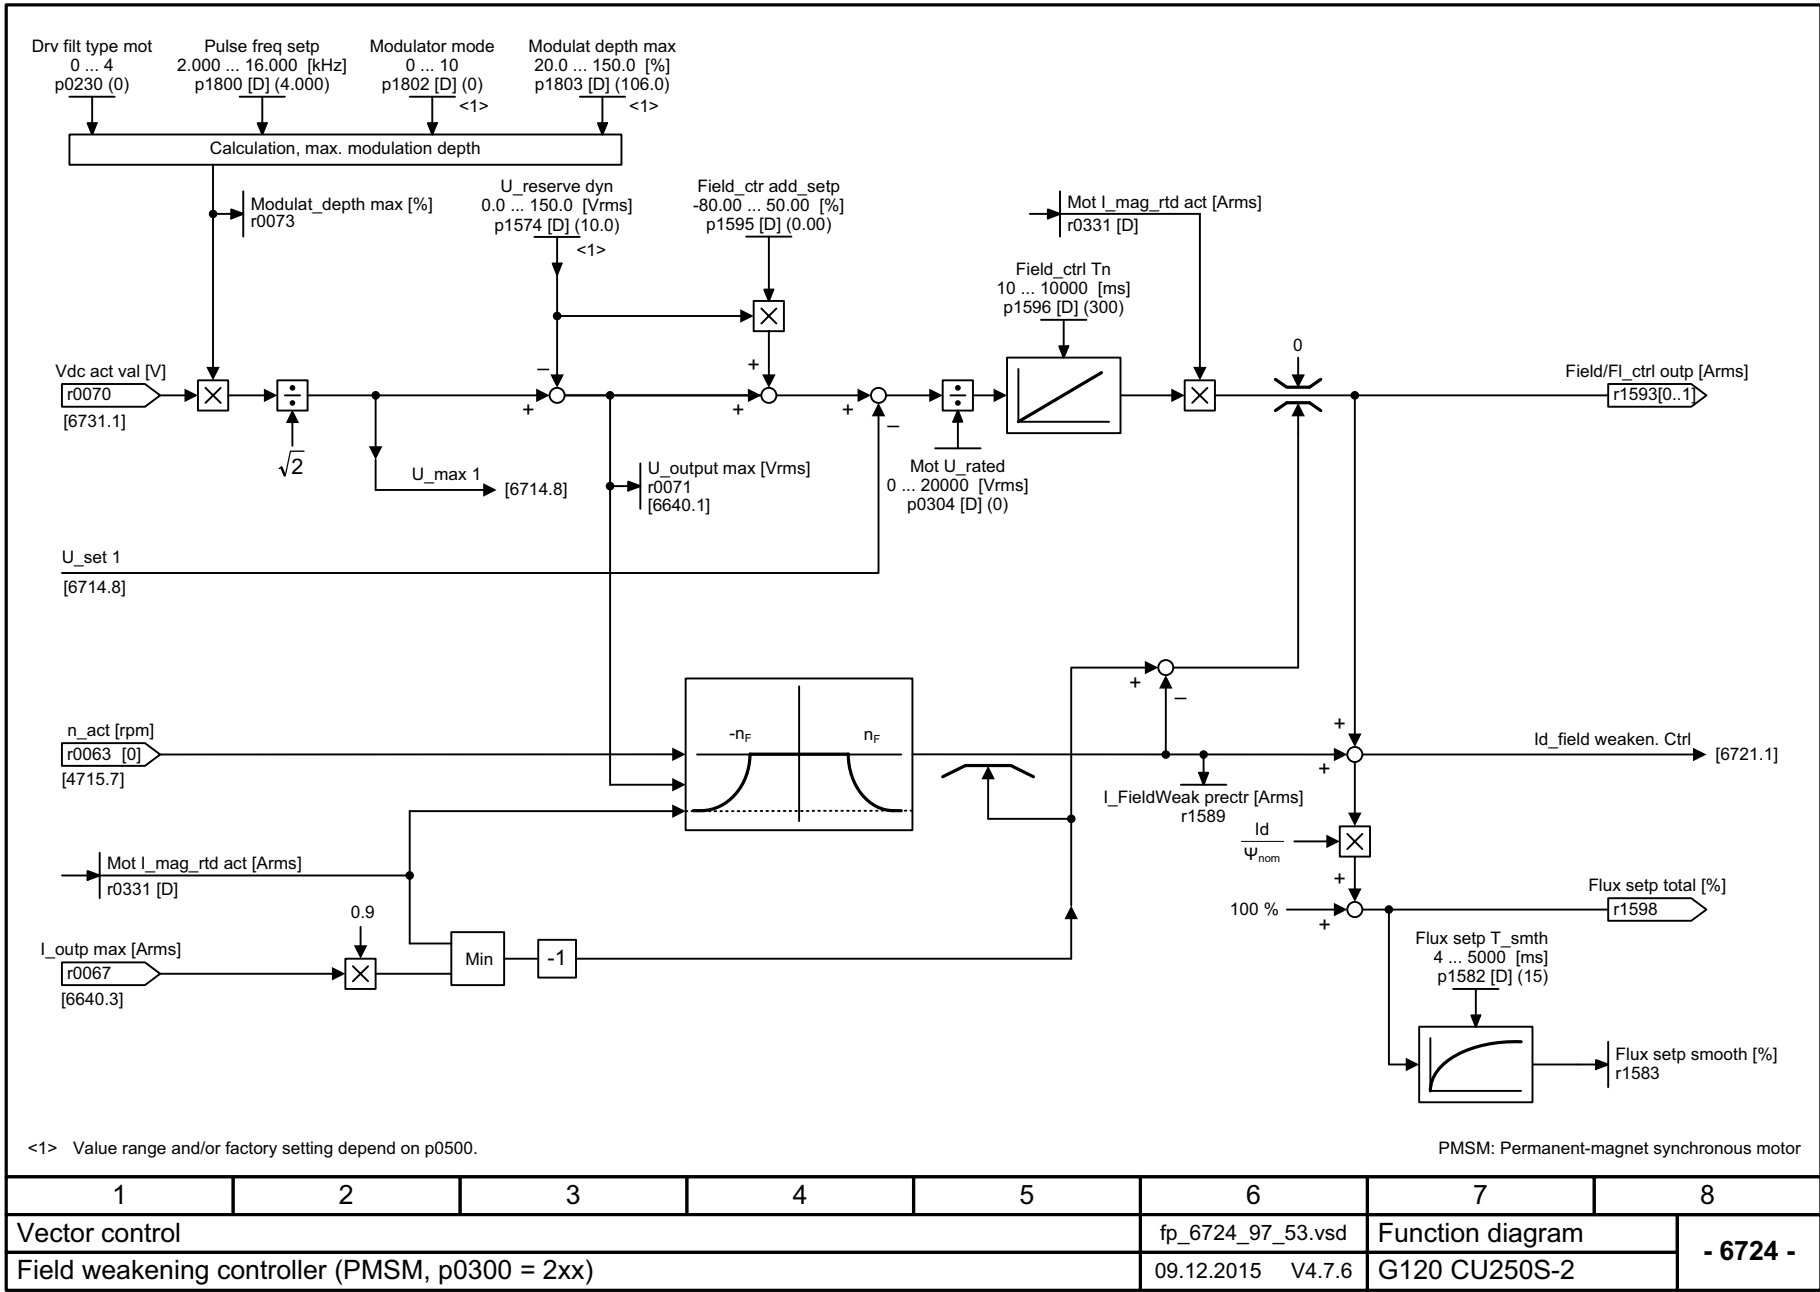 Drv filt type mot
0 ... 4
p0230 (0)
Pulse freq setp
2.000 ... 16.000 [kHz]
p1800 [D] (4.000)
Modulator mode
0 ... 10
p1802 [D] (0)
<1>
Modulat depth max
20.0 ... 150.0 [%]
p1803 [D] (106.0)
<1>
Calculation, max. modulation depth
Modulat_depth max [%]
r0073
U_reserve dyn
0.0 ... 150.0 [Vrms]
p1574 [D] (10.0)
<1>
Field_ctr add_setp
-80.00 ... 50.00 [%]
p1595 [D] (0.00)
Mot I_mag_rtd act [Arms]
r0331 [D]
Field_ctrl Tn
10 ... 10000 [ms]
p1596 [D] (300)
×
0
Vdc act val [V]
r0070
[6731.1]
×
÷
√2
–
+
+
+
+
–
÷
×
Field/Fl_ctrl outp [Arms]
r1593[0..1]
U_max 1
[6714.8]
U_output max [Vrms]
r0071
[6640.1]
Mot U_rated
0 ... 20000 [Vrms]
p0304 [D] (0)
U_set 1
[6714.8]
+
–
n_act [rpm]
r0063 [0]
[4715.7]
-nF
nF
+
+
Id_field weaken. Ctrl
[6721.1]
I_FieldWeak prectr [Arms]
r1589
Id
Ψnom
×
Mot I_mag_rtd act [Arms]
r0331 [D]
0.9
I_outp max [Arms]
r0067
[6640.3]
×
Min
-1
+
100 %
+
Flux setp total [%]
r1598
Flux setp T_smth
4 ... 5000 [ms]
p1582 [D] (15)
Flux setp smooth [%]
r1583
<1> Value range and/or factory setting depend on p0500.
PMSM: Permanent-magnet synchronous motor
1 2 3 4 5 6 7 8
Vector control
fp_6724_97_53.vsd
Function diagram
- 6724 -
Field weakening controller (PMSM, p0300 = 2xx)
09.12.2015 V4.7.6
G120 CU250S-2